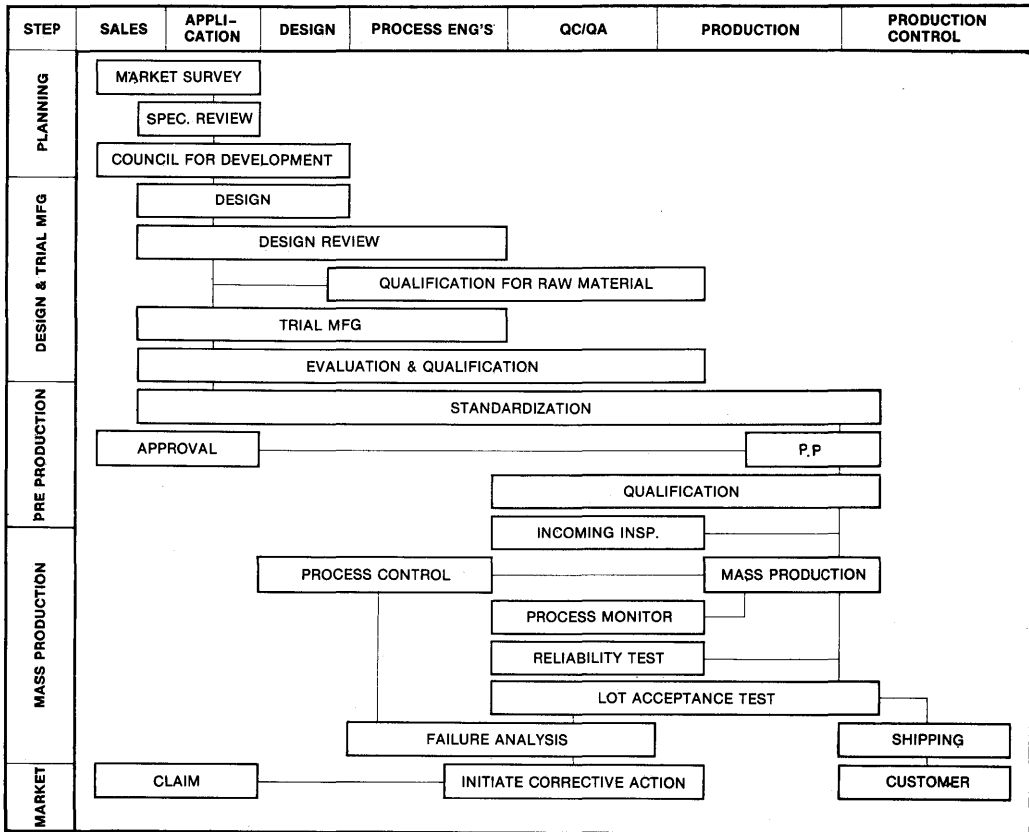 STEP
SALES
APPLI-
CATION
DESIGN
PROCESS ENG'S
QC/QA
PRODUCTION
PRODUCTION
CONTROL
PLANNING
MARKET SURVEY
SPEC. REVIEW
COUNCIL FOR DEVELOPMENT
DESIGN & TRIAL MFG
DESIGN
DESIGN REVIEW
QUALIFICATION FOR RAW MATERIAL
TRIAL MFG
EVALUATION & QUALIFICATION
PRE PRODUCTION
STANDARDIZATION
APPROVAL
P.P
QUALIFICATION
MASS PRODUCTION
INCOMING INSP.
PROCESS CONTROL
MASS PRODUCTION
PROCESS MONITOR
RELIABILITY TEST
LOT ACCEPTANCE TEST
FAILURE ANALYSIS
SHIPPING
MARKET
CLAIM
INITIATE CORRECTIVE ACTION
CUSTOMER